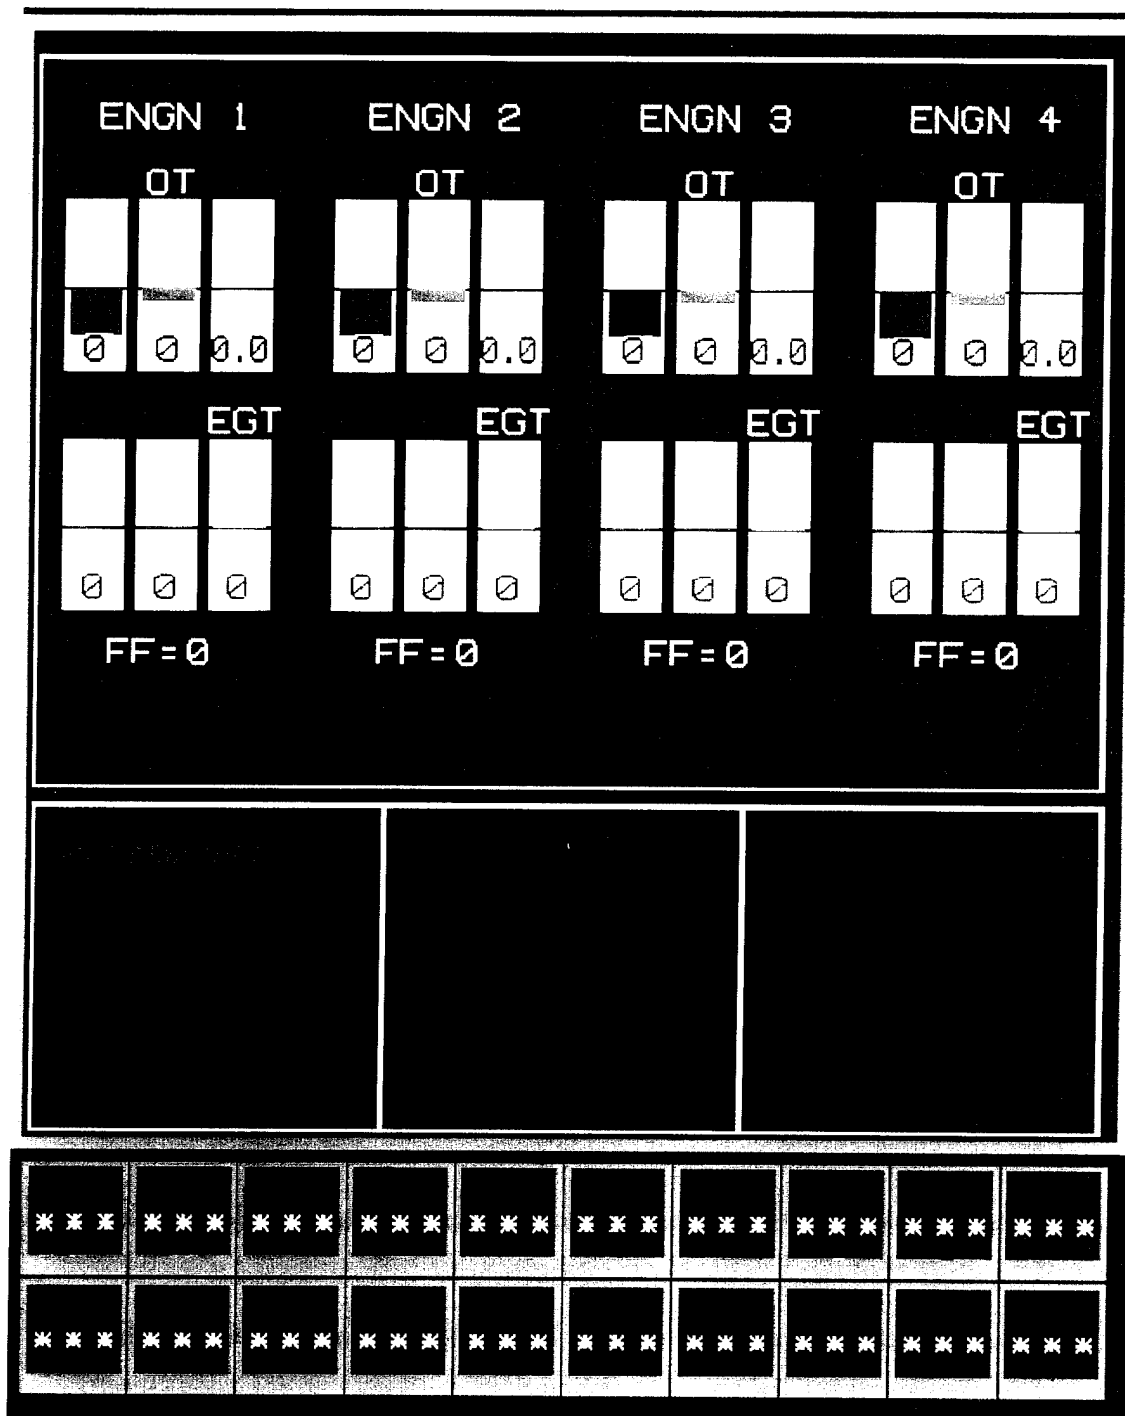 ENGN 1 ENGN 2 ENGN 3 ENGN 4
OT OT OT OT
0 0 0.0 0 0 0.0 0 0 0.0 0 0 0.0
EGT EGT EGT EGT
0 0 0 0 0 0 0 0 0 0 0 0
FF=0 FF=0 FF=0 FF=0
*** *** *** *** *** *** *** *** *** ***
*** *** *** *** *** *** *** *** *** ***